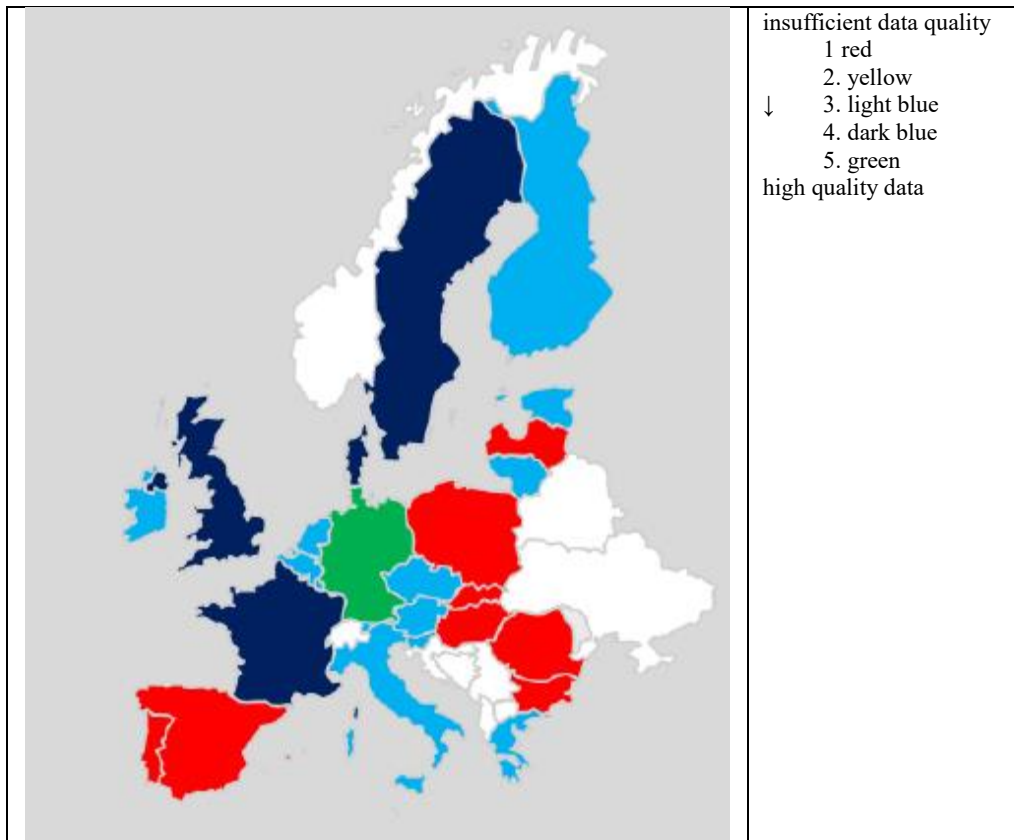 insufficient data quality
1 red
2. yellow
↓ 3. light blue
4. dark blue
5. green
high quality data